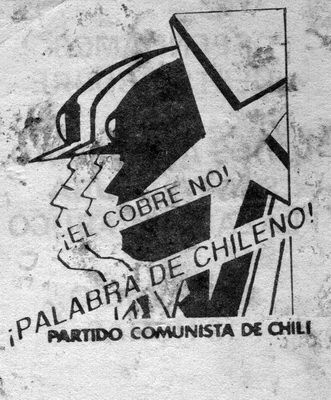 ¡EL COBRE NO!
¡PALABRA DE CHILENO!
PARTIDO COMUNISTA DE CHILE